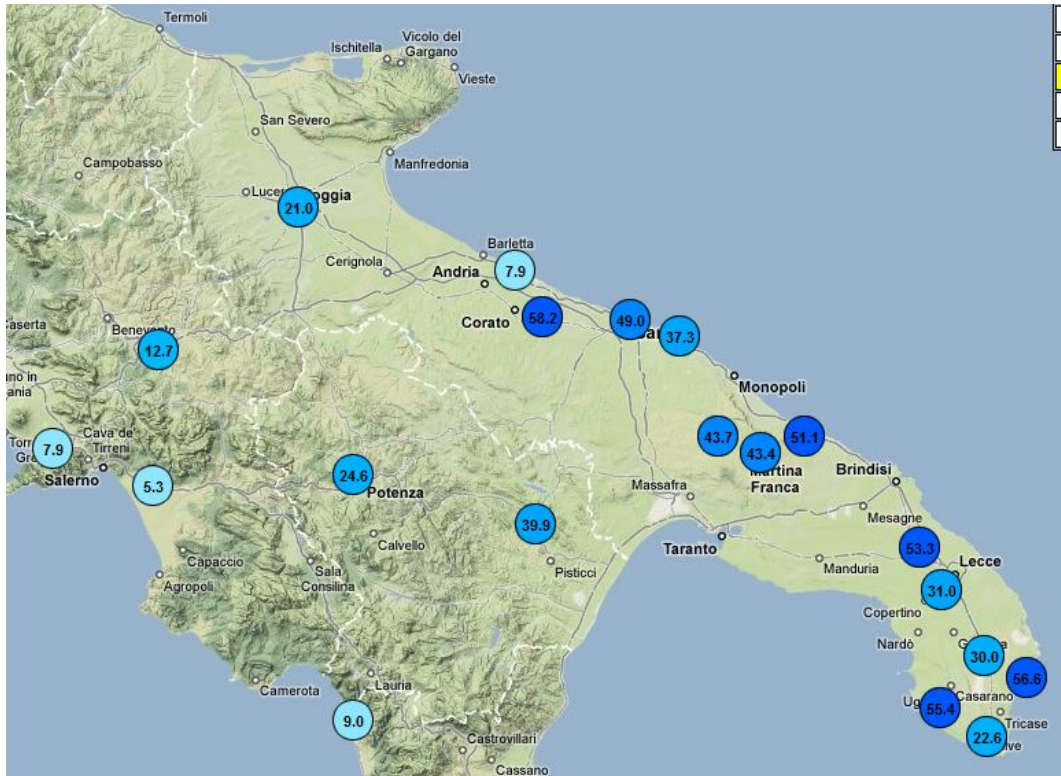 Termoli
Vicolo del
Gargano
Ischitella
Vieste
San Severo
Manfredonia
Campobasso
21.0
Barletta
7.9
Cerignola
Andria
Corato
58.2
49.0
37.3
Benevento
12.7
Monopoli
43.7
51.1
43.4
Martina
Franca
7.9
Cava de'
Tirreni
Salerno
5.3
24.6
Potenza
Massafra
Brindisi
Mesagne
39.9
Taranto
53.3
Calvello
Capaccio
Sala
Consilina
Pisticci
Manduria
Lecce
Agropoli
31.0
Copertino
Nardò
30.0
56.6
Camerota
Lauria
Casarano
55.4
Tricase
9.0
22.6
Castrovillari
Cassano